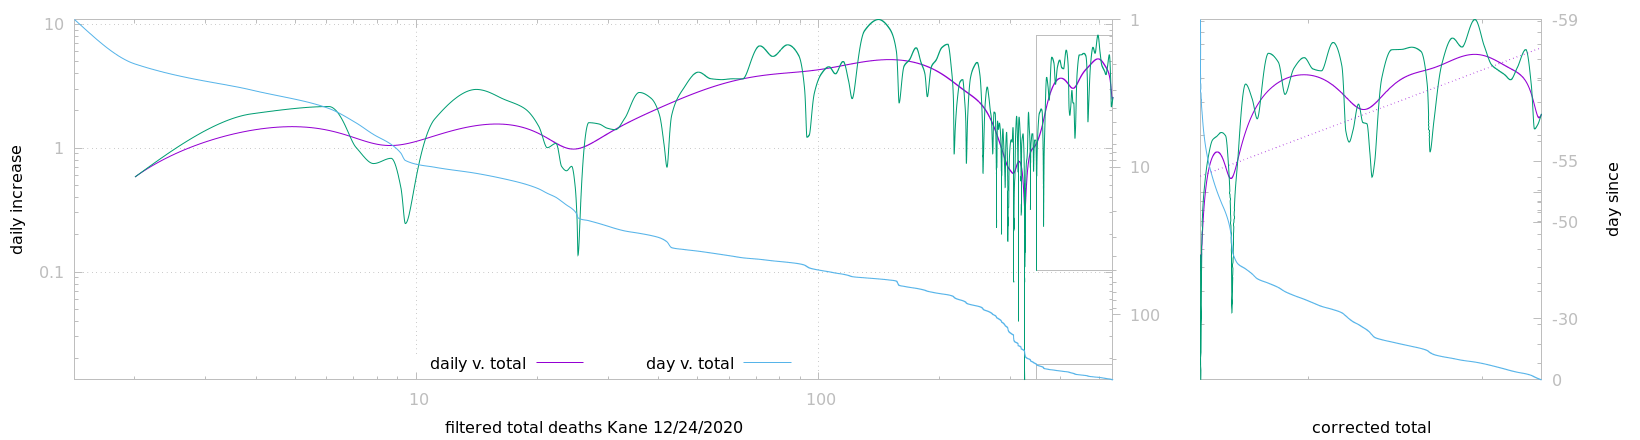 10
1
0.1
daily increase
10
100
filtered total deaths Kane 12/24/2020
daily v. total
day v. total
1
10
100
-59
-55
-50
-30
0
day since
corrected total